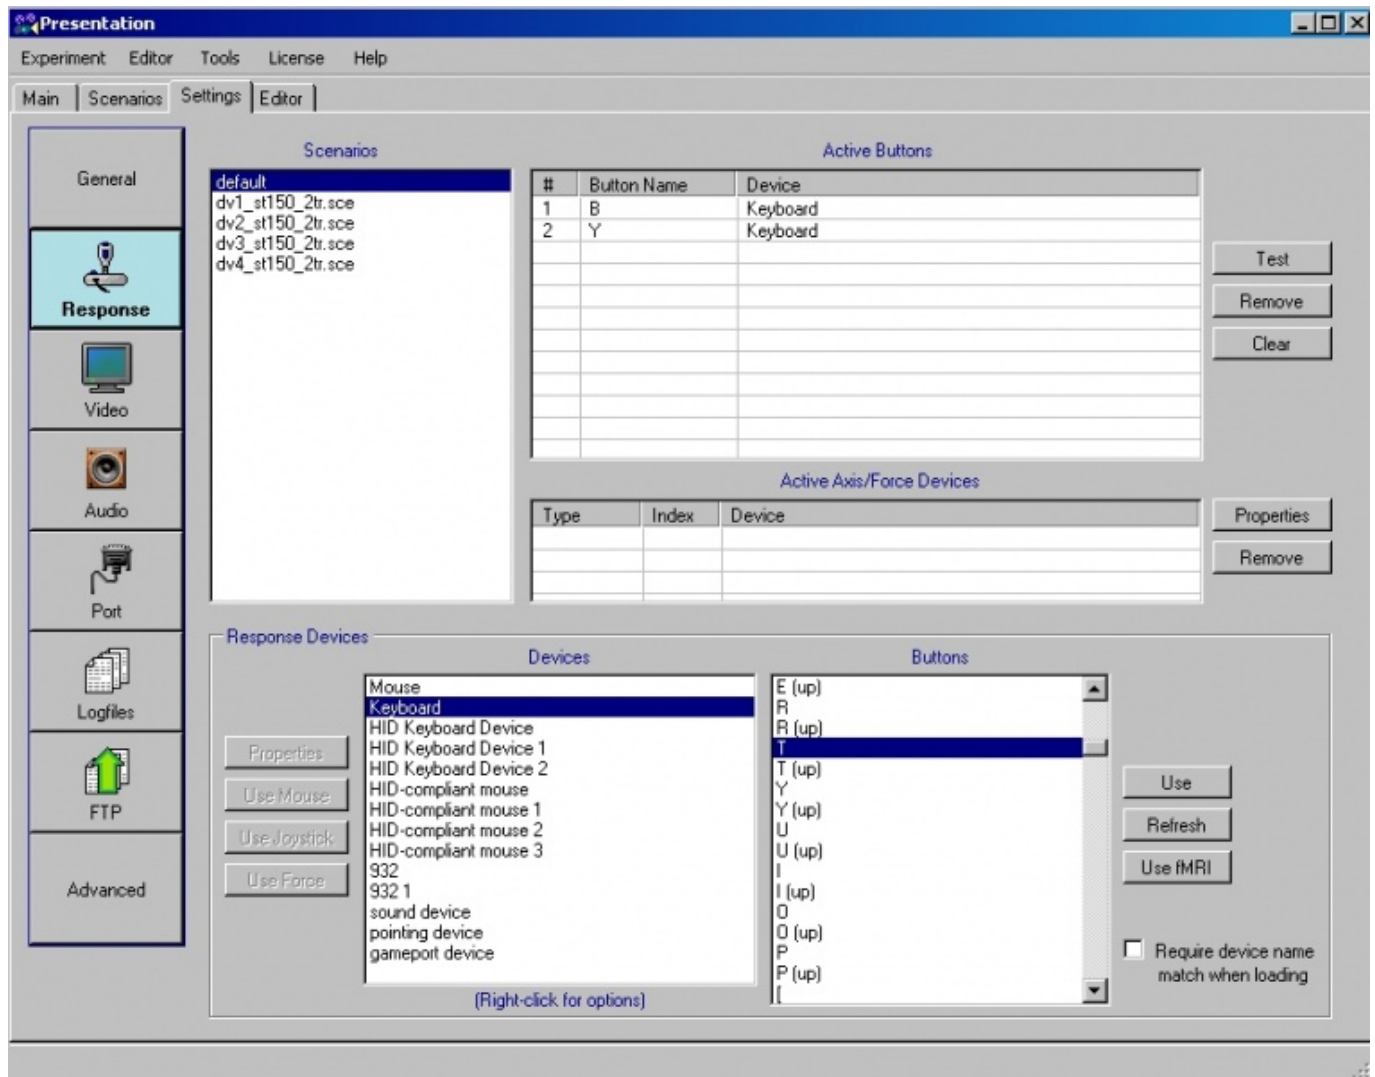 Presentation
Experiment Editor Tools License Help
Main Scenarios Settings Editor
General
Response
Video
Audio
Port
Logfiles
FTP
Advanced
Scenarios
default
dv1_st150_2tr.sce
dv2_st150_2tr.sce
dv3_st150_2tr.sce
dv4_st150_2tr.sce
Active Buttons
# Button Name Device
1 B Keyboard
2 Y Keyboard
Test
Remove
Clear
Active Axis/Force Devices
Type Index Device
Properties
Remove
Response Devices
Properties
Use Mouse
Use Joystick
Use Force
Devices
Mouse
Keyboard
HID Keyboard Device
HID Keyboard Device 1
HID Keyboard Device 2
HID-compliant mouse
HID-compliant mouse 1
HID-compliant mouse 2
HID-compliant mouse 3
932
932 1
sound device
pointing device
gameport device
(Right-click for options)
Buttons
E (up)
R
R (up)
T
T (up)
Y
Y (up)
U
U (up)
I
I (up)
O
O (up)
P
P (up)
[
Use
Refresh
Use fMRI
Require device name
match when loading